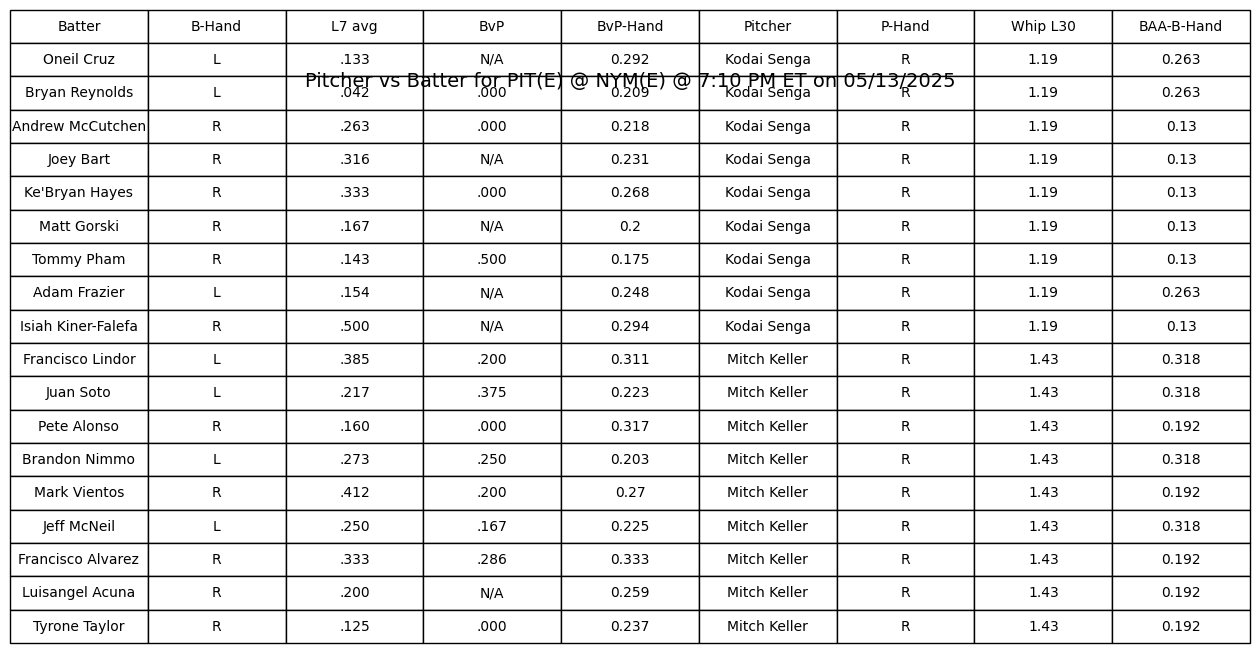 Batter B-Hand L7 avg BvP BvP-Hand Pitcher P-Hand Whip L30 BAA-B-Hand
Oneil Cruz L .133 N/A 0.292 Kodai Senga R 1.19 0.263
Pitcher vs Batter for PIT(E) @ NYM(E) @ 7:10 PM ET on 05/13/2025
Bryan Reynolds L .042 .000 0.209 Kodai Senga R 1.19 0.263
Andrew McCutchen R .263 .000 0.218 Kodai Senga R 1.19 0.13
Joey Bart R .316 N/A 0.231 Kodai Senga R 1.19 0.13
Ke'Bryan Hayes R .333 .000 0.268 Kodai Senga R 1.19 0.13
Matt Gorski R .167 N/A 0.2 Kodai Senga R 1.19 0.13
Tommy Pham R .143 .500 0.175 Kodai Senga R 1.19 0.13
Adam Frazier L .154 N/A 0.248 Kodai Senga R 1.19 0.263
Isiah Kiner-Falefa R .500 N/A 0.294 Kodai Senga R 1.19 0.13
Francisco Lindor L .385 .200 0.311 Mitch Keller R 1.43 0.318
Juan Soto L .217 .375 0.223 Mitch Keller R 1.43 0.318
Pete Alonso R .160 .000 0.317 Mitch Keller R 1.43 0.192
Brandon Nimmo L .273 .250 0.203 Mitch Keller R 1.43 0.318
Mark Vientos R .412 .200 0.27 Mitch Keller R 1.43 0.192
Jeff McNeil L .250 .167 0.225 Mitch Keller R 1.43 0.318
Francisco Alvarez R .333 .286 0.333 Mitch Keller R 1.43 0.192
Luisangel Acuna R .200 N/A 0.259 Mitch Keller R 1.43 0.192
Tyrone Taylor R .125 .000 0.237 Mitch Keller R 1.43 0.192